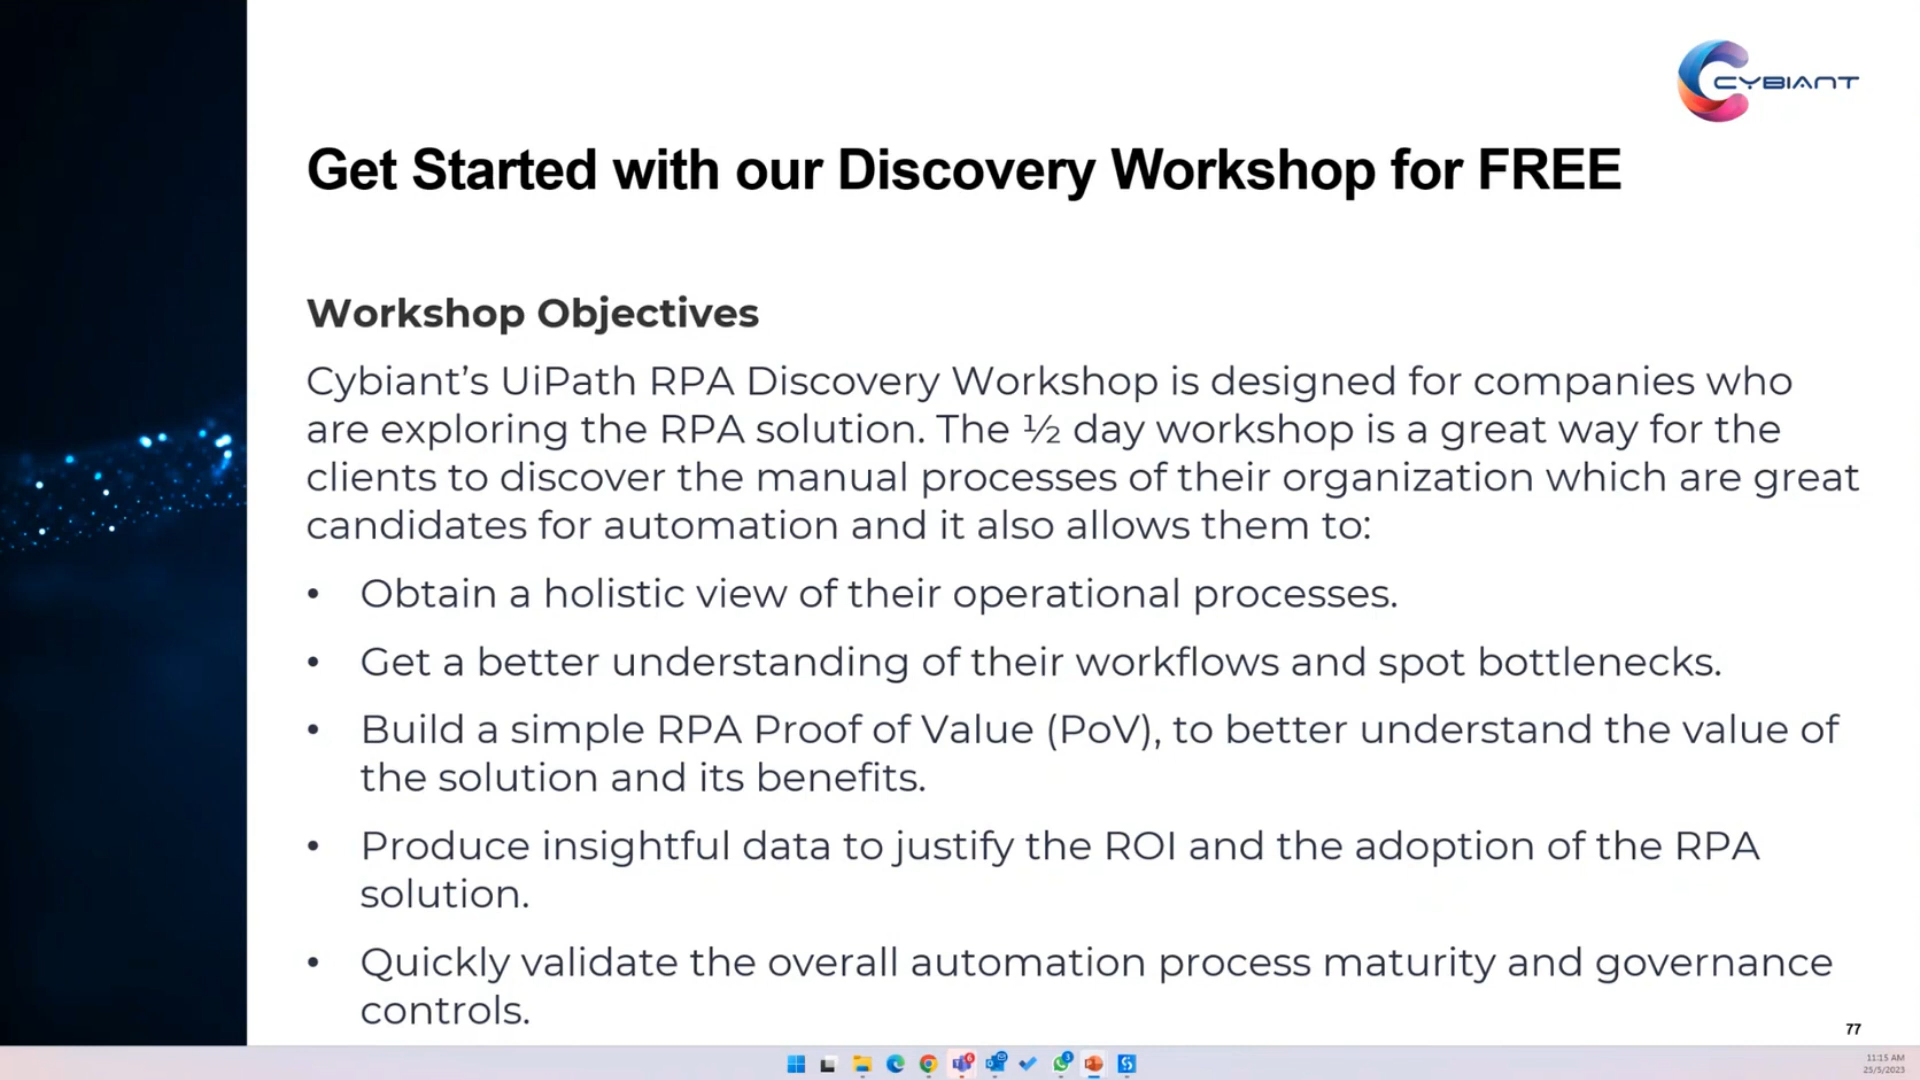 CYBIANT
Get Started with our Discovery Workshop for FREE
Workshop Objectives
Cybiant’s UiPath RPA Discovery Workshop is designed for companies who
are exploring the RPA solution. The ½ day workshop is a great way for the
clients to discover the manual processes of their organization which are great
candidates for automation and it also allows them to:
• Obtain a holistic view of their operational processes.
• Get a better understanding of their workflows and spot bottlenecks.
• Build a simple RPA Proof of Value (PoV), to better understand the value of
the solution and its benefits.
• Produce insightful data to justify the ROI and the adoption of the RPA
solution.
• Quickly validate the overall automation process maturity and governance
controls.
77
11:15 AM
25/5/2023